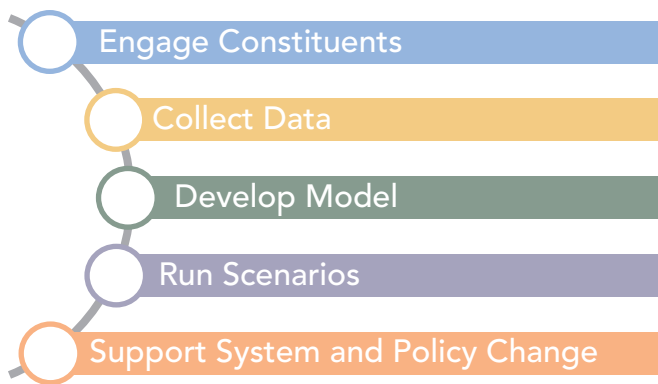 Engage Constituents
Collect Data
Develop Model
Run Scenarios
Support System and Policy Change